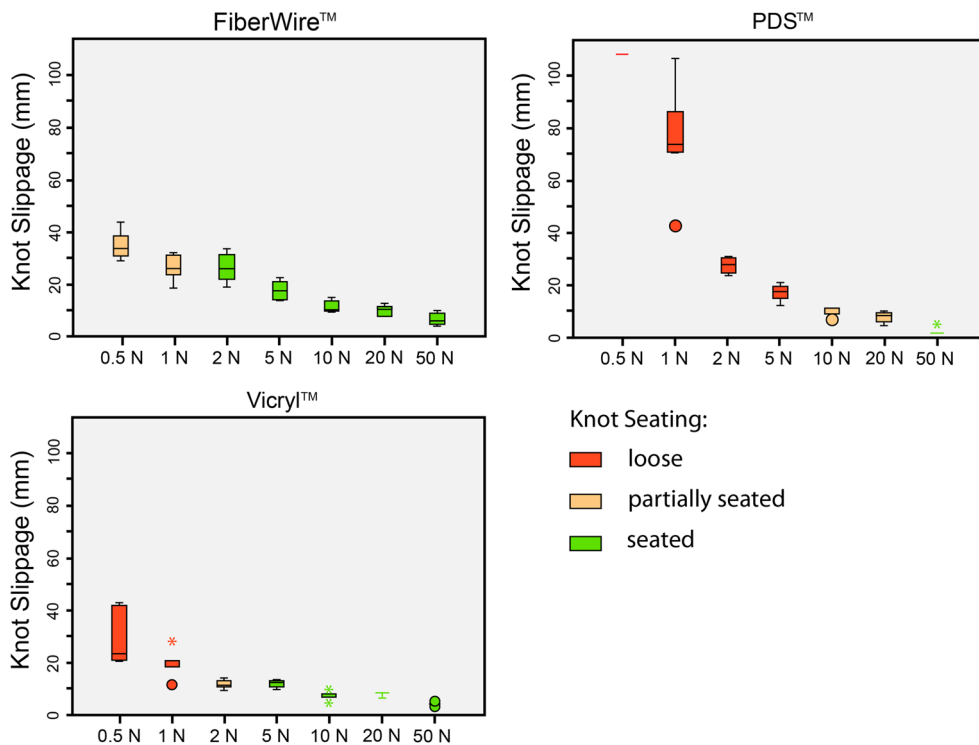 FiberWire™
Knot Slippage (mm)
0 20 40 60 80 100
0.5 N 1 N 2 N 5 N 10 N 20 N 50 N
PDS™
Knot Slippage (mm)
0 20 40 60 80 100
0.5 N 1 N 2 N 5 N 10 N 20 N 50 N
Vicryl™
Knot Slippage (mm)
0 20 40 60 80 100
0.5 N 1 N 2 N 5 N 10 N 20 N 50 N
Knot Seating:
loose
partially seated
seated